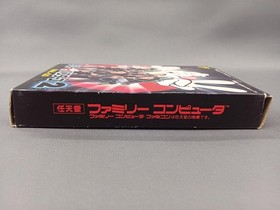 任天堂 ファミリー コンピュータ™
ファミリー コンピュータ・ファミコンは任天堂の商標です。